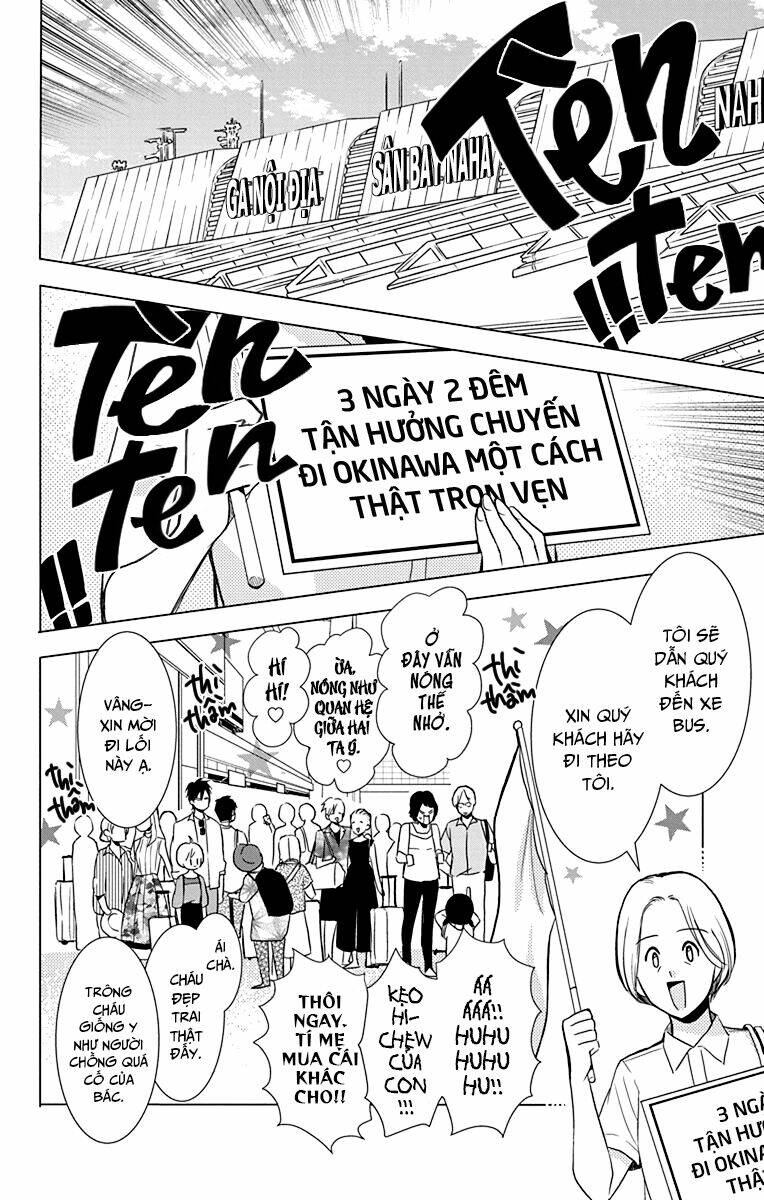 GA NỘI ĐỊA
SÂN BAY NAHA
NAH
Tèn
ten
!!
Tèn
ten
!!
3 NGÀY 2 ĐÊM
TẬN HƯỞNG CHUYẾN
ĐI OKINAWA MỘT CÁCH
THẬT TRỌN VẸN
TÔI SẼ
DẪN QUÝ
KHÁCH
ĐẾN XE
BUS.
XIN QUÝ
KHÁCH HÃY
ĐI THEO
TÔI.
thì
thầm
Ở
ĐÂY VẪN
NÓNG
THẾ
NHỞ.
ỪA,
NÓNG NHƯ
QUAN HỆ
GIỮA HAI
TA Ý.
♡
HÍ
HÍ!
♡
thì
thầm
VÂNG-
XIN MỜI
ĐI LỐI
NÀY Ạ.
thì
thầm
Á Á
ÁÁ!!
HUHU
HUHU
HU!!
KẸO
HI-
CHEW
CỦA
CON
!!!
THÔI
NGAY.
TÍ MẸ
MUA CÁI
KHÁC
CHO!!
ÁI
CHÀ.
CHÁU
ĐẸP
TRAI
THẬT
ĐẤY.
TRÔNG
CHÁU
GIỐNG Y
NHƯ NGƯỜI
CHỒNG QUÁ
CỐ CỦA
BÁC.
3 NGÀ
TẬN HƯ
ĐI OKINA
THẬ